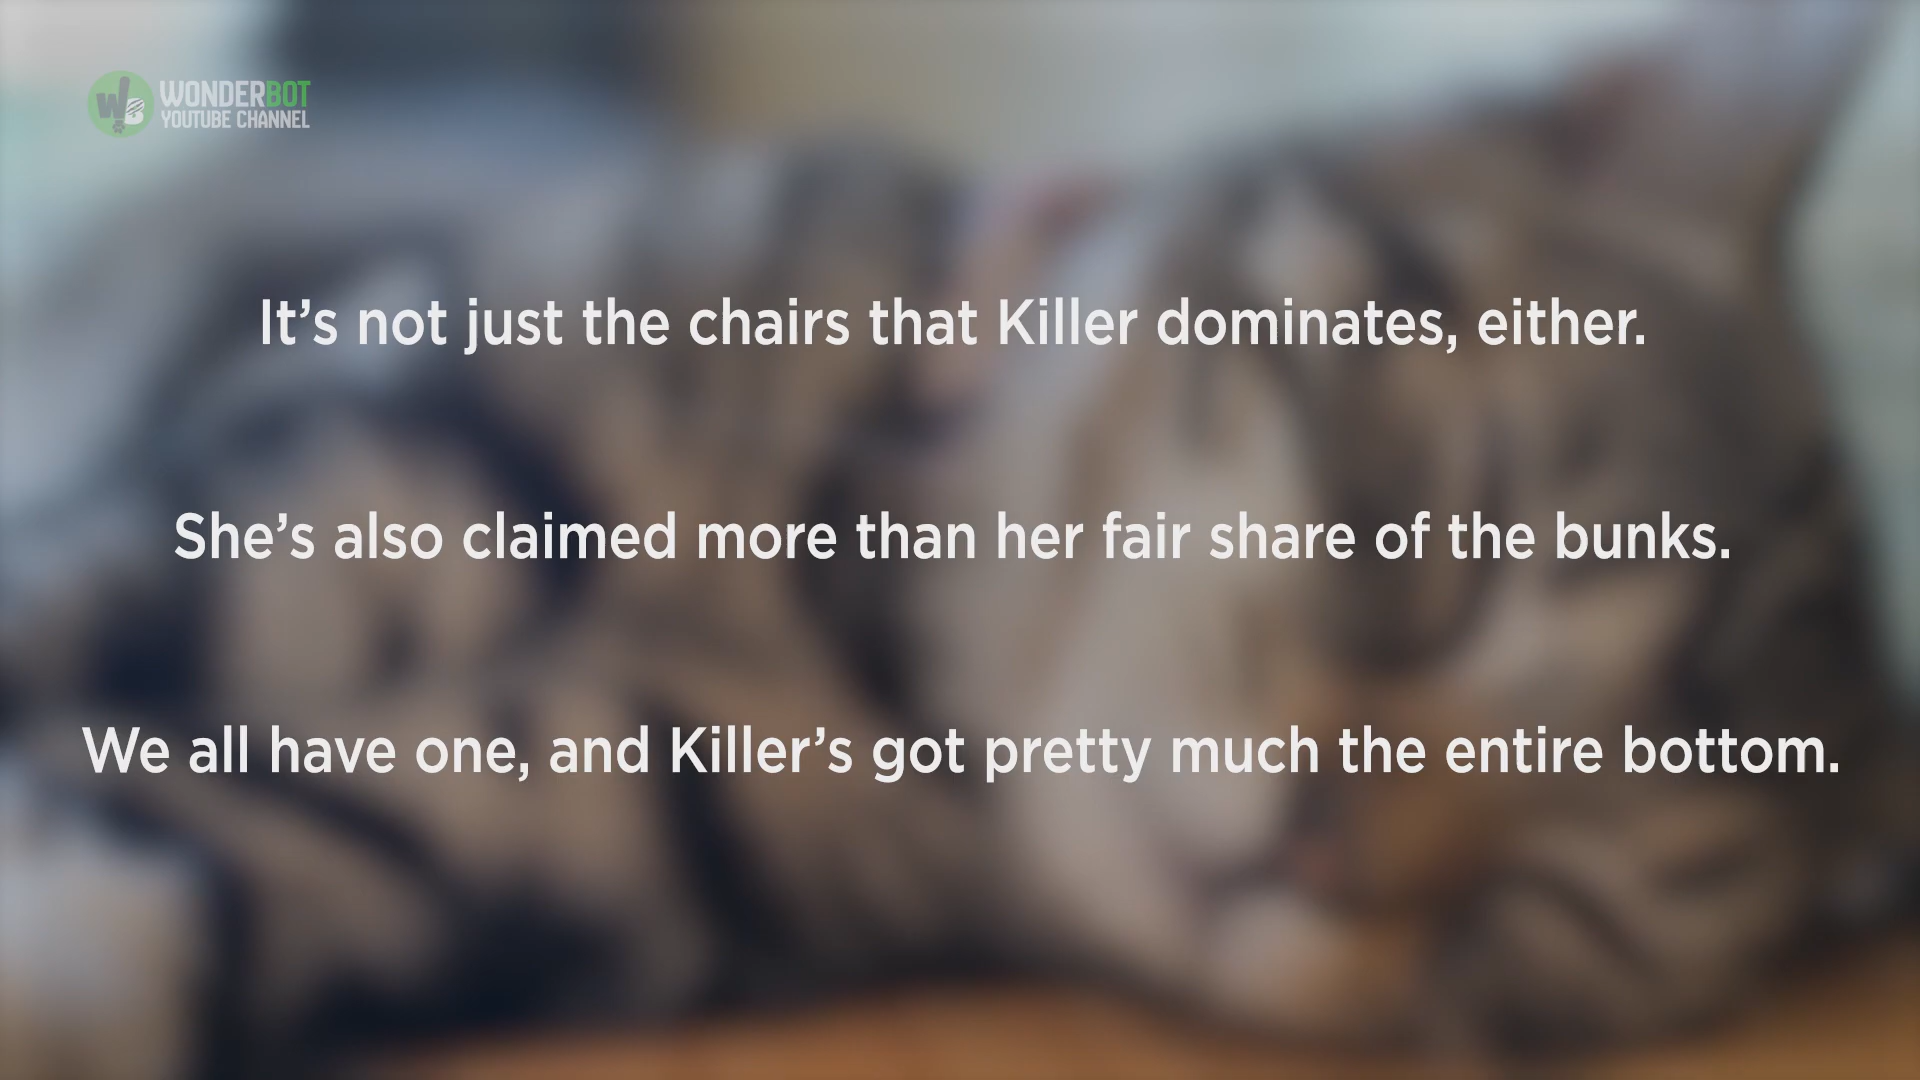 WONDERBOT
YOUTUBE CHANNEL
It’s not just the chairs that Killer dominates, either.
She’s also claimed more than her fair share of the bunks.
We all have one, and Killer’s got pretty much the entire bottom.